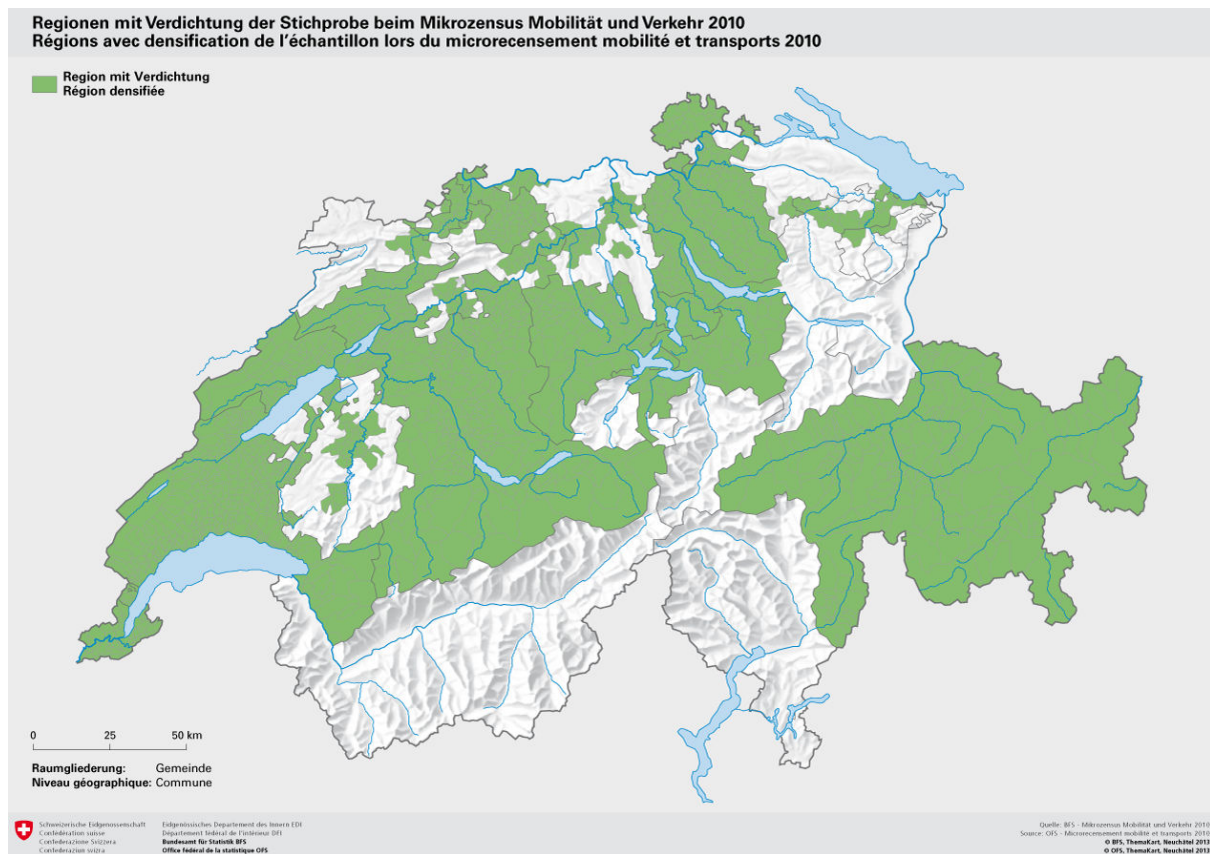 Regionen mit Verdichtung der Stichprobe beim Mikrozensus Mobilität und Verkehr 2010
Régions avec densification de l'échantillon lors du microrecensement mobilité et transports 2010
Region mit Verdichtung
Région densifiée
0 25 50 km
Raumgliederung: Gemeinde
Niveau géographique: Commune
Schweizerische Eidgenossenschaft
Confédération suisse
Confederazione Svizzera
Confederaziun svizra
Eidgenössisches Departement des Innern EDI
Département fédéral de l'intérieur DFI
Bundesamt für Statistik BFS
Office fédéral de la statistique OFS
Quelle: BFS - Mikrozensus Mobilität und Verkehr 2010
Source: OFS - Microrecensement mobilité et transports 2010
© BFS, ThemaKart, Neuchâtel 2013
© OFS, ThemaKart, Neuchâtel 2013